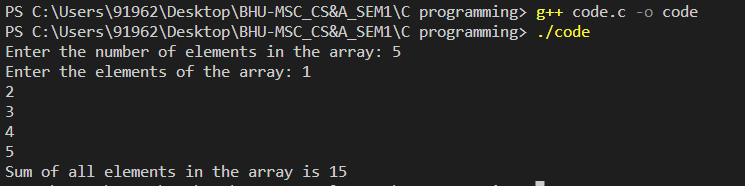 PS C:\Users\91962\Desktop\BHU-MSC_CS&A_SEM1\C programming> g++ code.c -o code
PS C:\Users\91962\Desktop\BHU-MSC_CS&A_SEM1\C programming> ./code
Enter the number of elements in the array: 5
Enter the elements of the array: 1
2
3
4
5
Sum of all elements in the array is 15